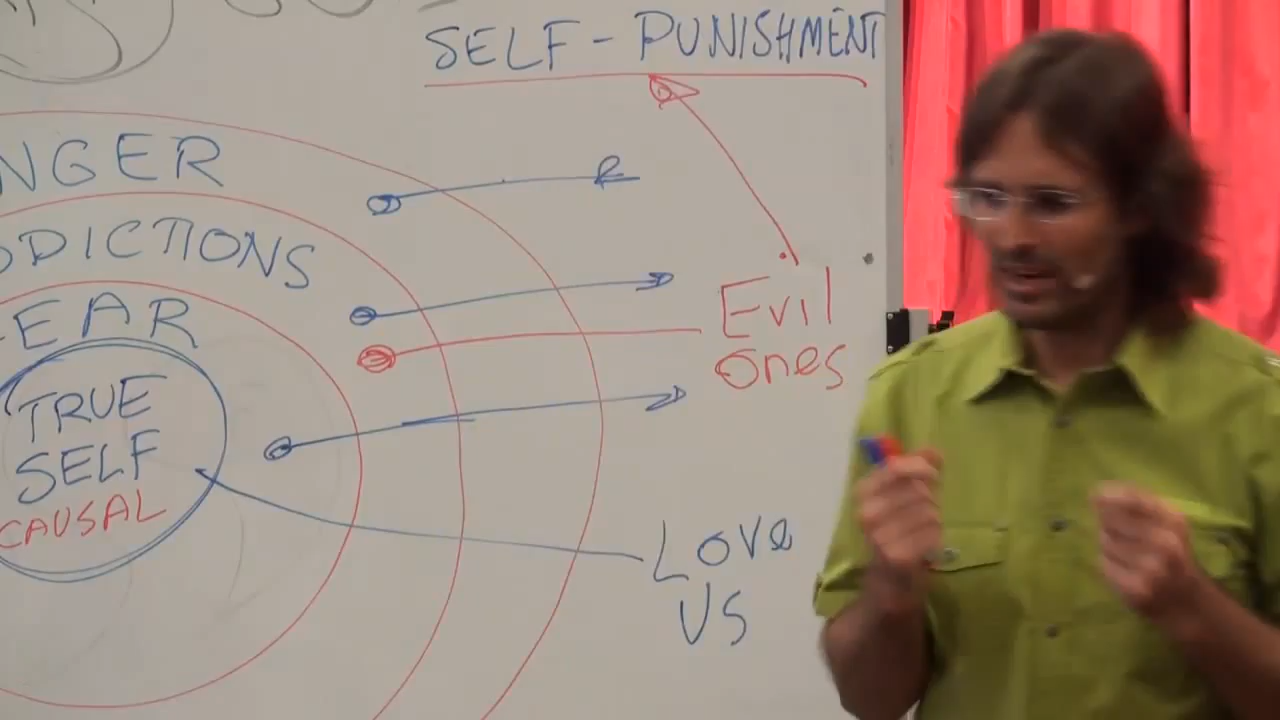 SELF - PUNISHMENT
NGER
DDICTIONS
EAR
TRUE
SELF
CAUSAL
Evil
ones
Love
US